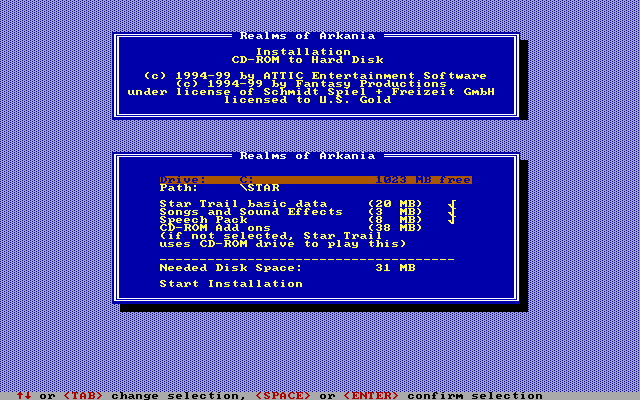 Realms of Arkania
Installation
CD-ROM to Hard Disk
(c) 1994-99 by ATTIC Entertainment Software
(c) 1994-99 by Fantasy Productions
under license of Schmidt Spiel + Freizeit GmbH
licensed to U.S. Gold
Realms of Arkania
Drive: C: 1023 MB free
Path: \STAR
Star Trail basic data (20 MB) √
Songs and Sound Effects (3 MB) √
Speech Pack (8 MB) √
CD-ROM Add ons (38 MB)
(if not selected, Star Trail
uses CD-ROM drive to play this)
--------------------------------------
Needed Disk Space: 31 MB
Start Installation
↑↓ or <TAB> change selection, <SPACE> or <ENTER> confirm selection